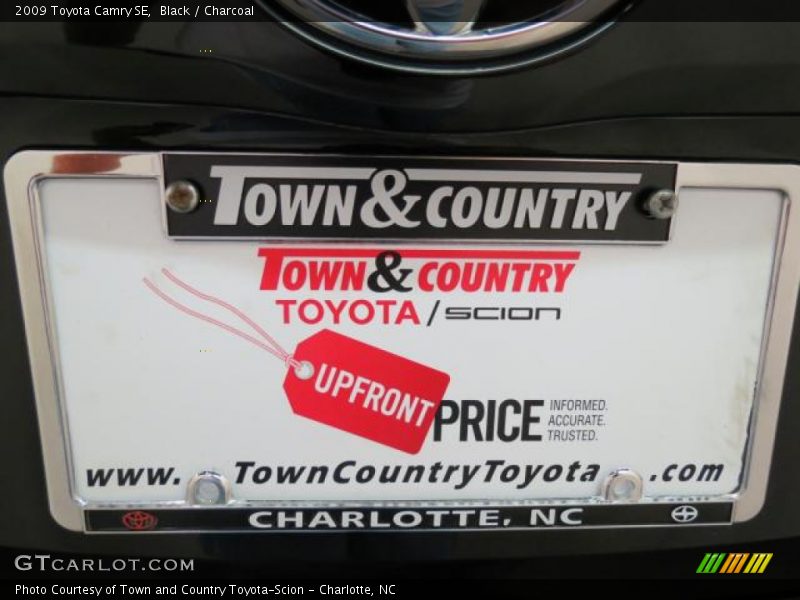 2009 Toyota Camry SE, Black / Charcoal
TOWN & COUNTRY
TOWN & COUNTRY
TOYOTA / SCION
UPFRONT PRICE INFORMED.
ACCURATE.
TRUSTED.
www. TownCountryToyota .com
CHARLOTTE, NC
GTCARLOT.COM
Photo Courtesy of Town and Country Toyota-Scion - Charlotte, NC